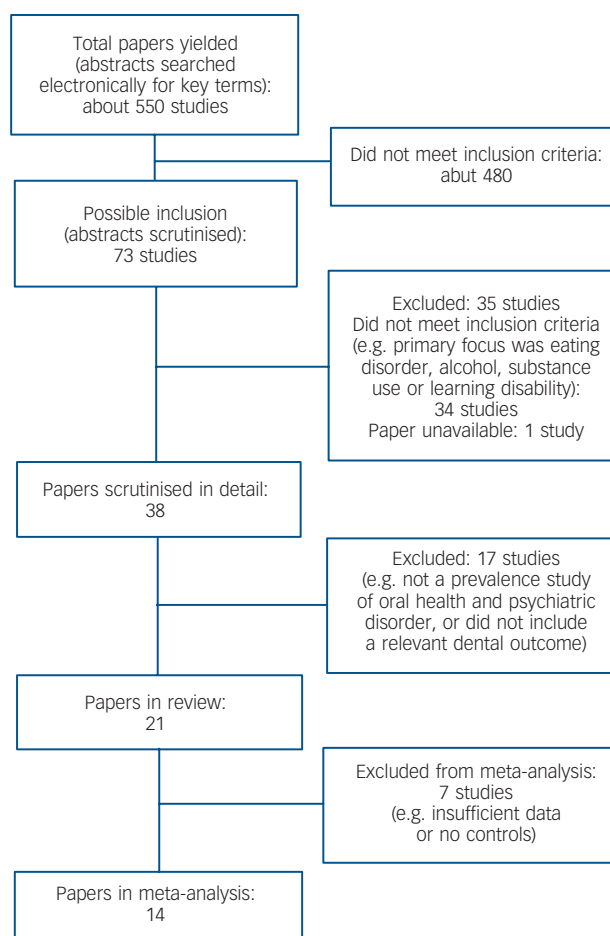 Total papers yielded
(abstracts searched
electronically for key terms):
about 550 studies
Did not meet inclusion criteria:
abut 480
Possible inclusion
(abstracts scrutinised):
73 studies
Excluded: 35 studies
Did not meet inclusion criteria
(e.g. primary focus was eating
disorder, alcohol, substance
use or learning disability):
34 studies
Paper unavailable: 1 study
Papers scrutinised in detail:
38
Excluded: 17 studies
(e.g. not a prevalence study
of oral health and psychiatric
disorder, or did not include
a relevant dental outcome)
Papers in review:
21
Excluded from meta-analysis:
7 studies
(e.g. insufficient data
or no controls)
Papers in meta-analysis:
14